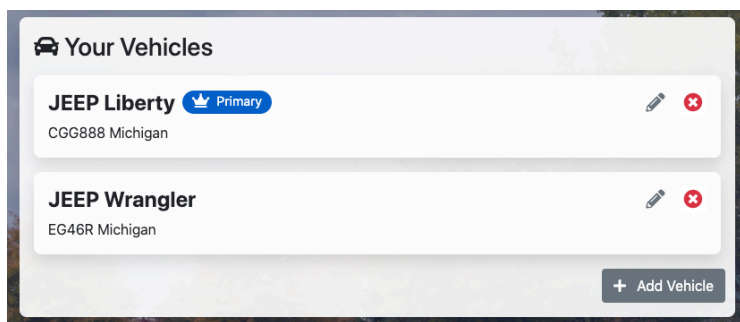 Your Vehicles
JEEP Liberty Primary
CGG888 Michigan
JEEP Wrangler
EG46R Michigan
+ Add Vehicle